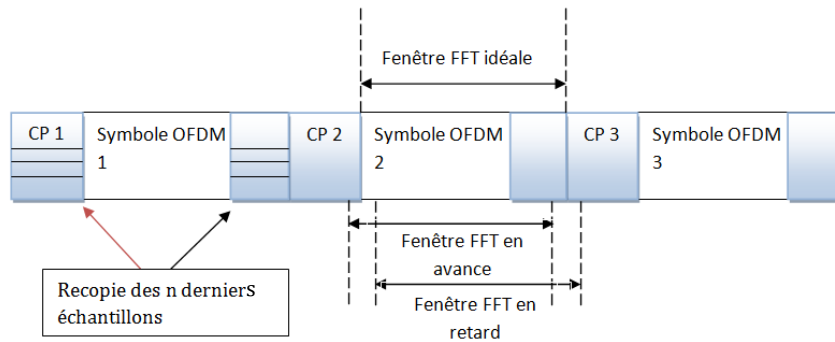 Fenêtre FFT idéale
CP 1
Symbole OFDM
1
CP 2
Symbole OFDM
2
CP 3
Symbole OFDM
3
Fenêtre FFT en
avance
Fenêtre FFT en
retard
Recopie des n derniers
échantillons